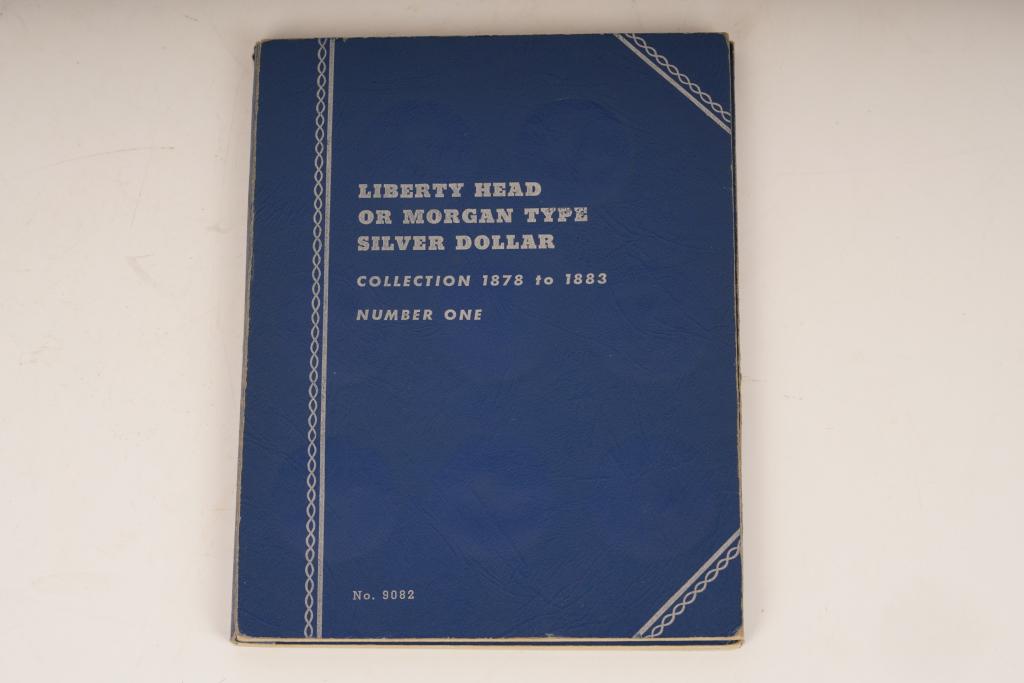 LIBERTY HEAD
OR MORGAN TYPE
SILVER DOLLAR
COLLECTION 1878 to 1883
NUMBER ONE
No. 9082